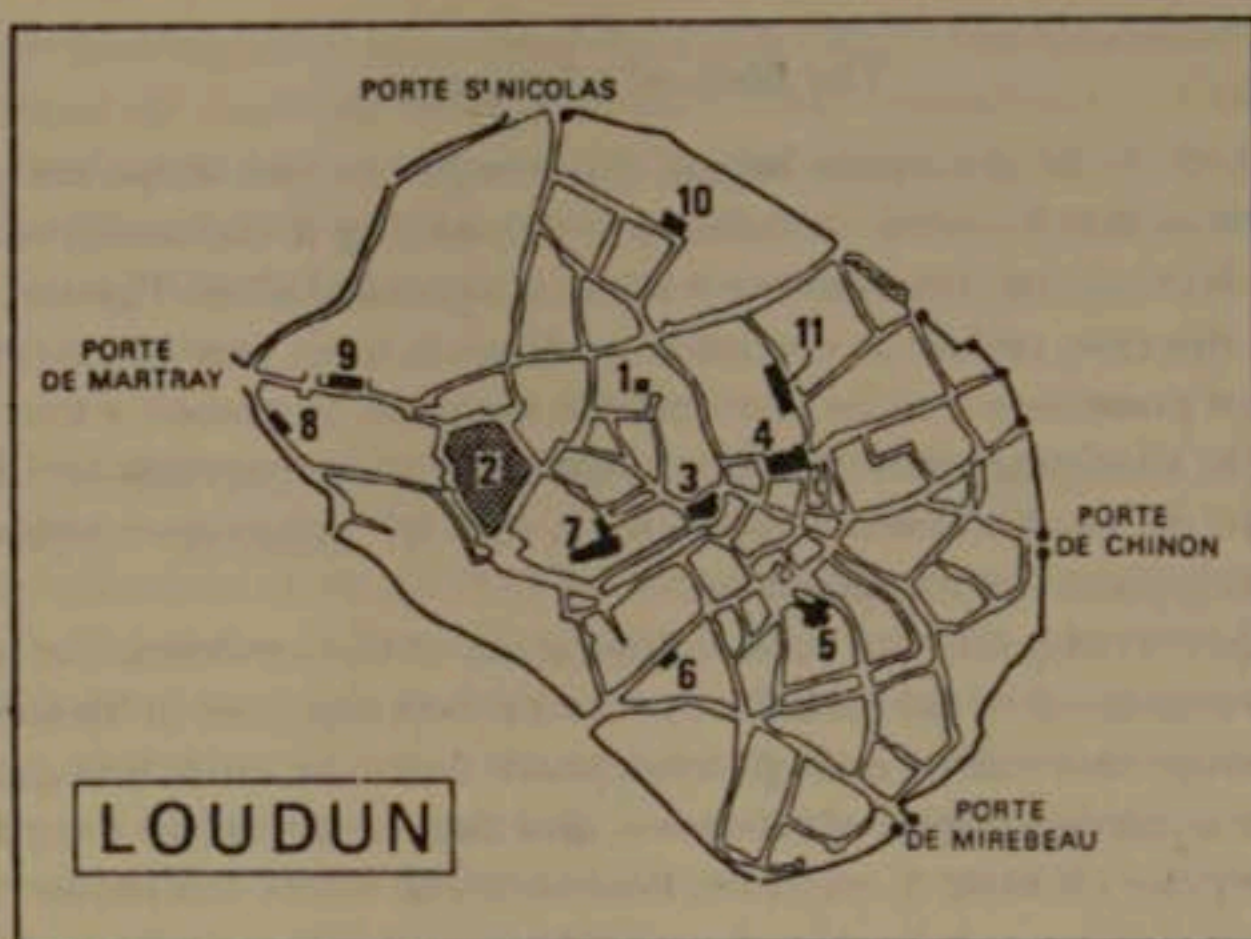 PORTE Sᵗ NICOLAS
10
PORTE
DE MARTRAY
9
11
1
8
4
2
3
7
PORTE
DE CHINON
5
6
LOUDUN
PORTE
DE MIREBEAU